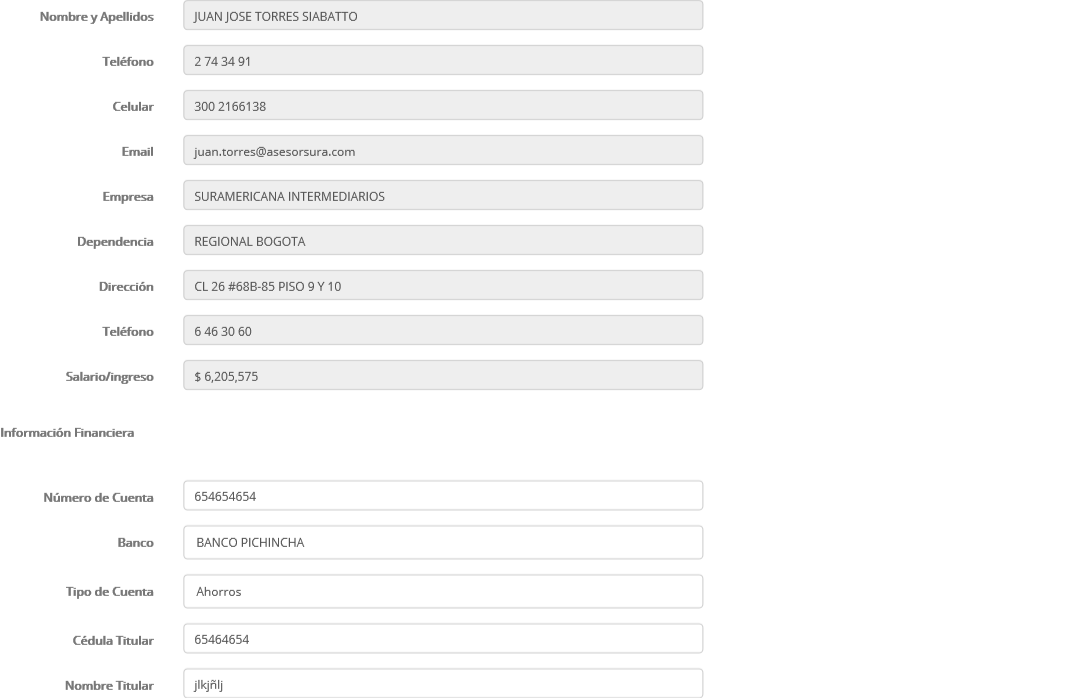 Nombre y Apellidos JUAN JOSE TORRES SIABATTO
Teléfono 2 74 34 91
Celular 300 2166138
Email juan.torres@asesorsura.com
Empresa SURAMERICANA INTERMEDIARIOS
Dependencia REGIONAL BOGOTA
Dirección CL 26 #68B-85 PISO 9 Y 10
Teléfono 6 46 30 60
Salario/ingreso $ 6,205,575
Información Financiera
Número de Cuenta 654654654
Banco BANCO PICHINCHA
Tipo de Cuenta Ahorros
Cédula Titular 65464654
Nombre Titular jlkjñlj